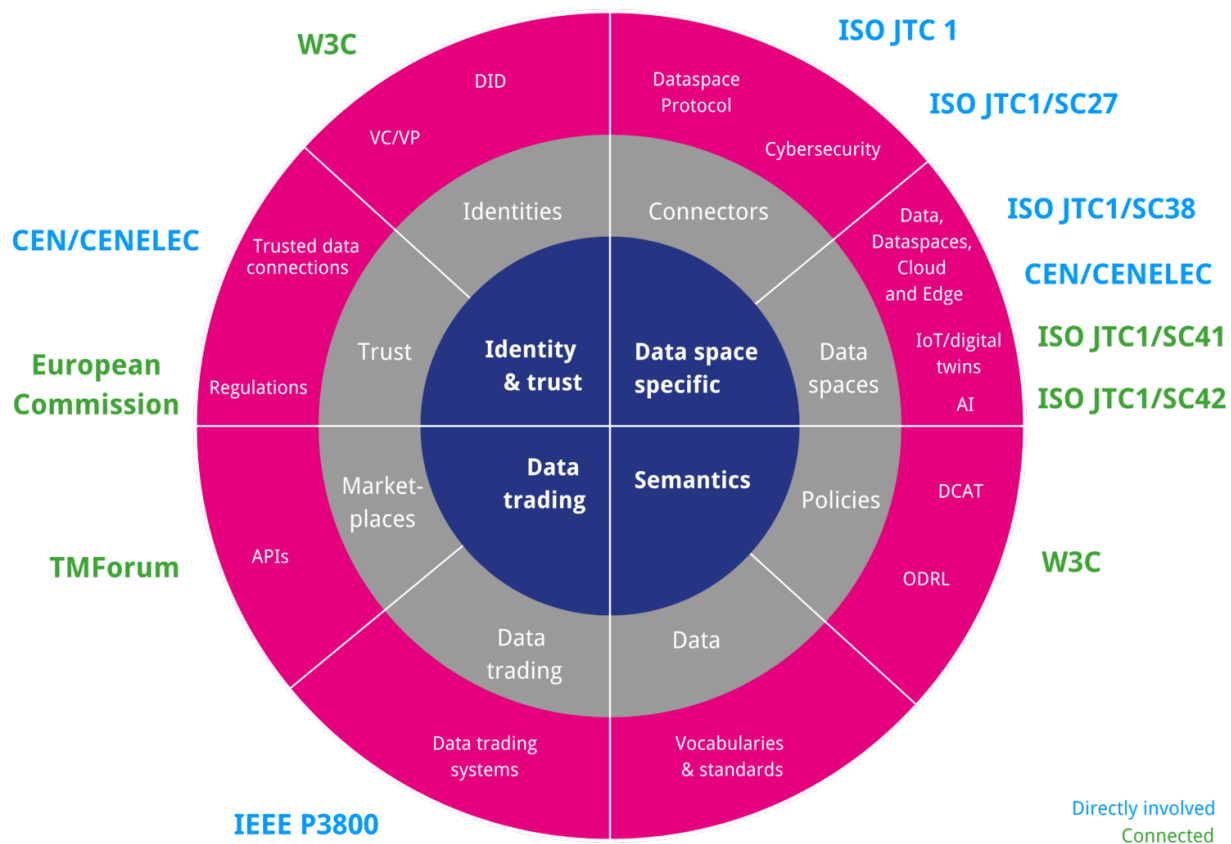 W3C
ISO JTC 1
DID
Dataspace
Protocol
ISO JTC1/SC27
VC/VP
Cybersecurity
Identities
Connectors
ISO JTC1/SC38
CEN/CENELEC
Trusted data
connections
Data,
Dataspaces,
Cloud
and Edge
CEN/CENELEC
European
Commission
Regulations
Trust
Identity
& trust
Data space
specific
Data
spaces
IoT/digital
twins
ISO JTC1/SC41
AI
ISO JTC1/SC42
Market-
places
Data
trading
Semantics
Policies
DCAT
TMForum
APIs
ODRL
W3C
Data
trading
Data
Data trading
systems
Vocabularies
& standards
IEEE P3800
Directly involved
Connected